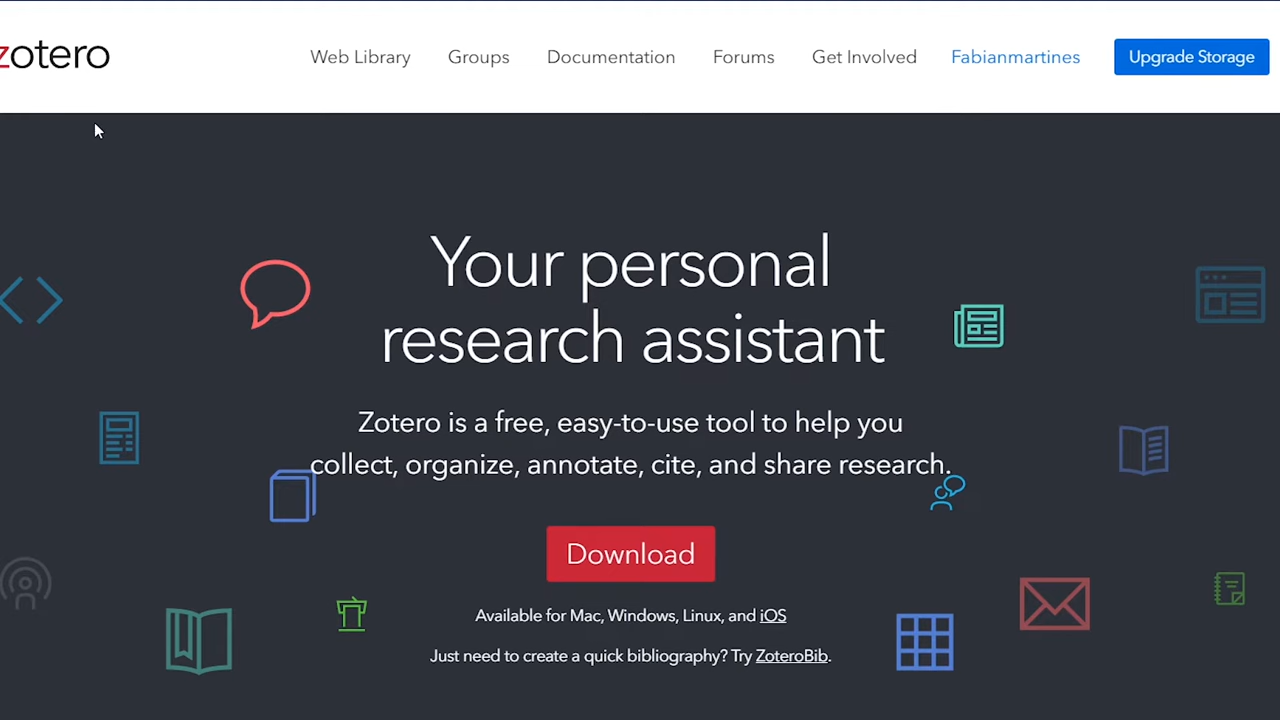 zotero
Web Library Groups Documentation Forums Get Involved Fabianmartines Upgrade Storage
Your personal
research assistant
Zotero is a free, easy-to-use tool to help you
collect, organize, annotate, cite, and share research.
Download
Available for Mac, Windows, Linux, and iOS
Just need to create a quick bibliography? Try ZoteroBib.